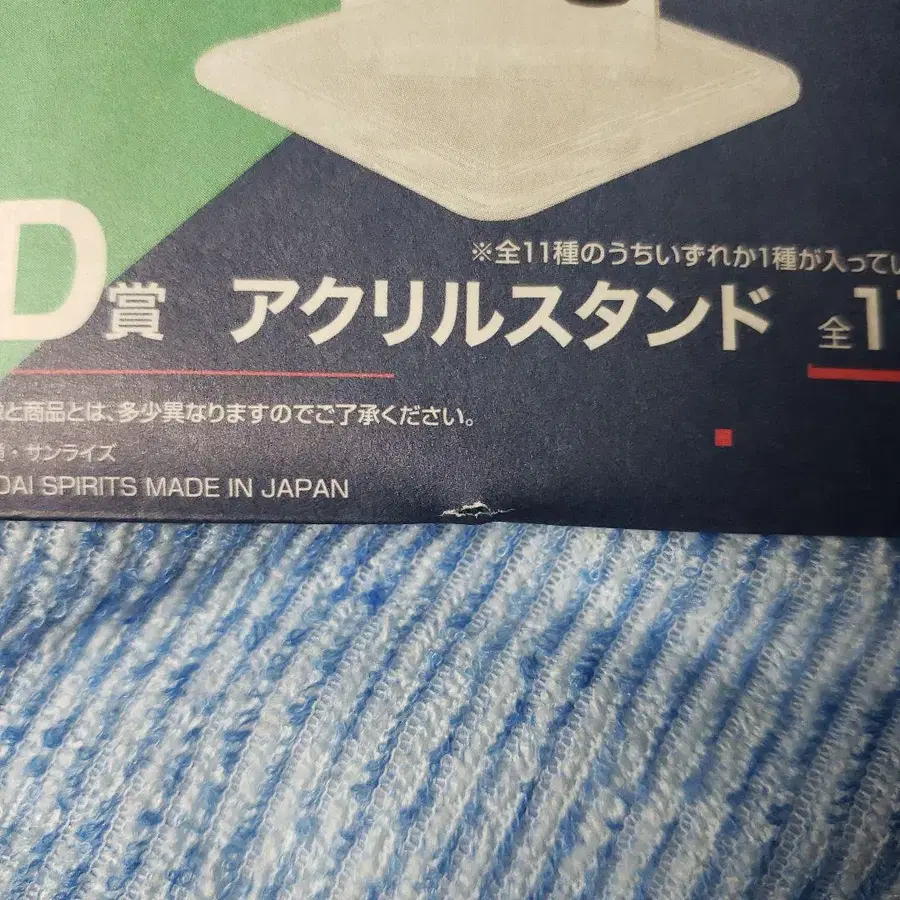 ※全11種のうちいずれか1種が入ってい
D賞 アクリルスタンド 全1
と商品とは、多少異なりますのでご了承ください。
・サンライズ
DAI SPIRITS MADE IN JAPAN